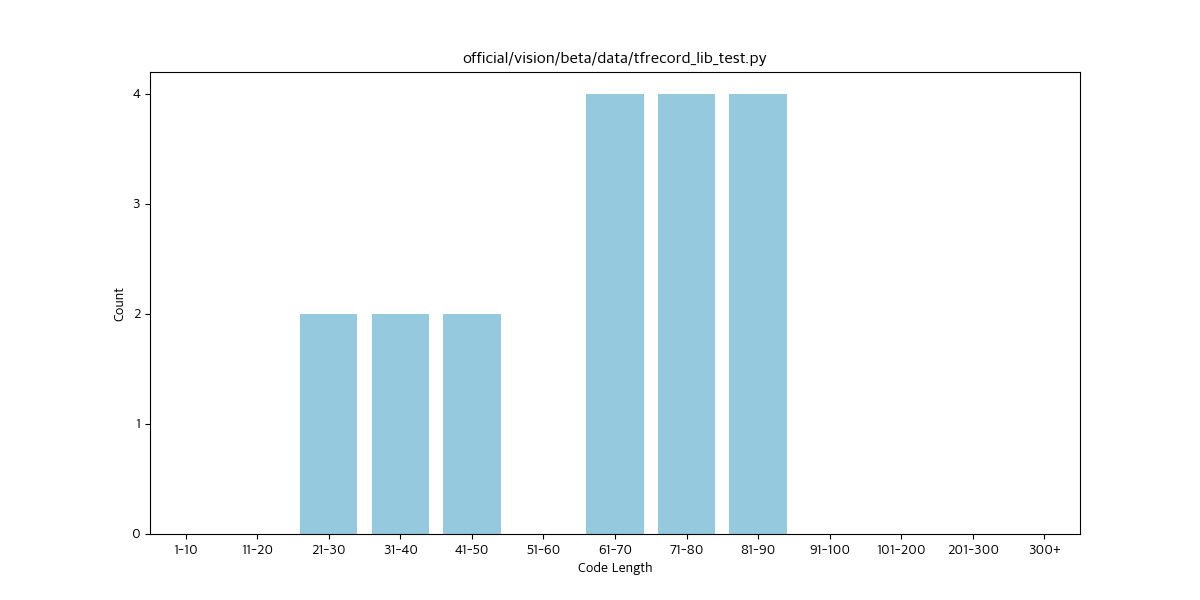 official/vision/beta/data/tfrecord_lib_test.py
4
3
2
1
0
Count
1-10 11-20 21-30 31-40 41-50 51-60 61-70 71-80 81-90 91-100 101-200 201-300 300+
Code Length